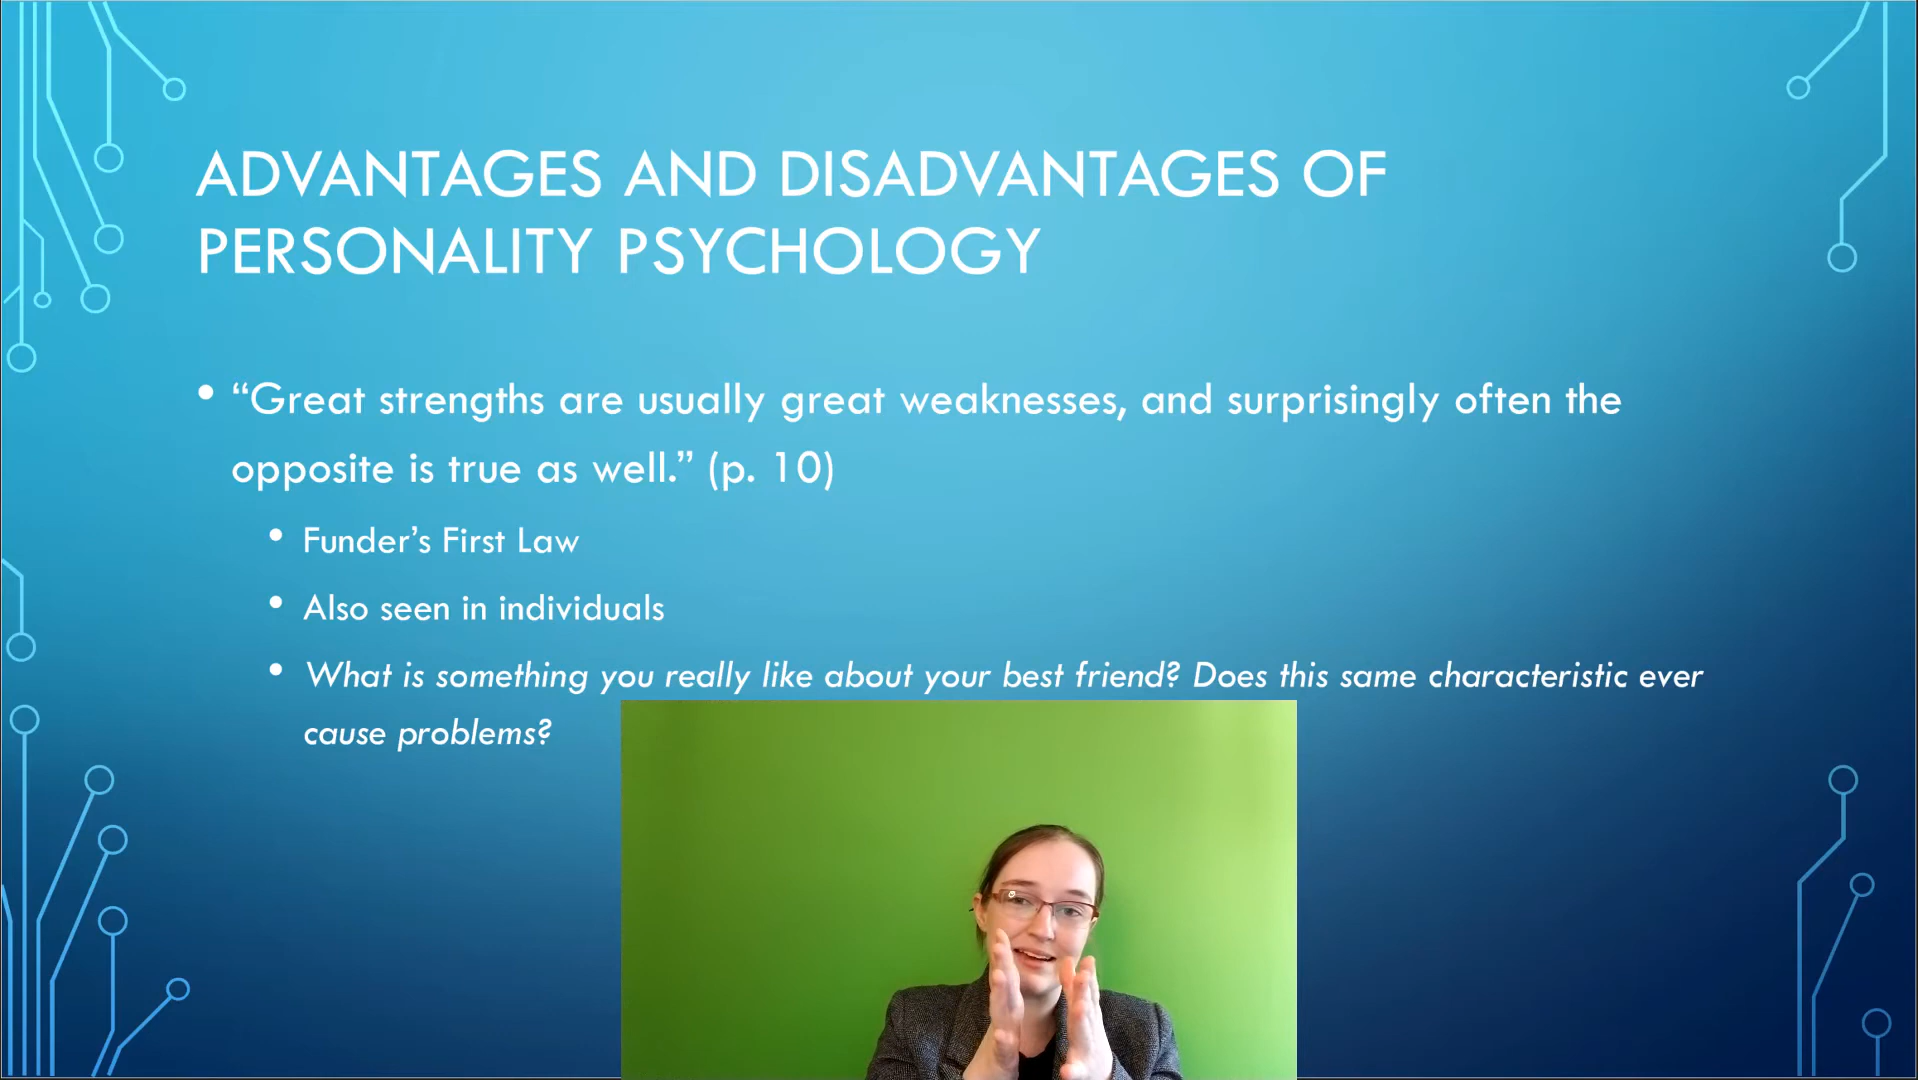 ADVANTAGES AND DISADVANTAGES OF
PERSONALITY PSYCHOLOGY
• “Great strengths are usually great weaknesses, and surprisingly often the
opposite is true as well.” (p. 10)
• Funder’s First Law
• Also seen in individuals
• What is something you really like about your best friend? Does this same characteristic ever
cause problems?